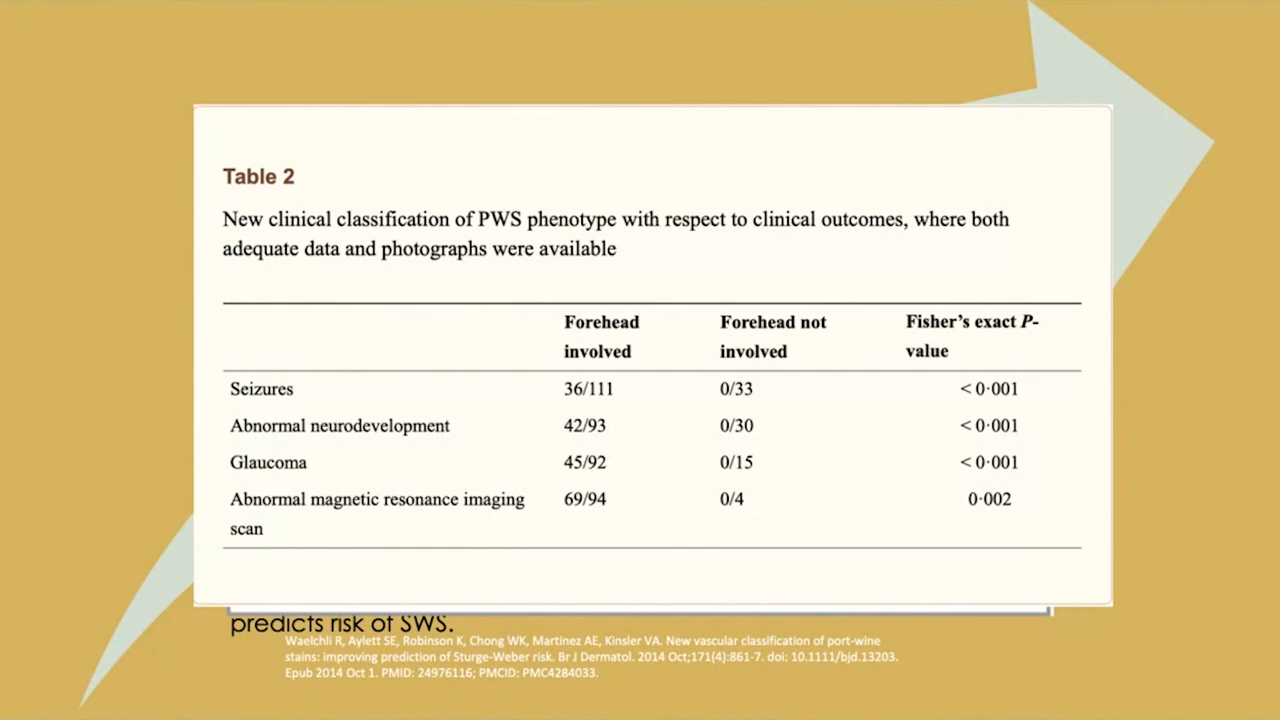 Table 2
New clinical classification of PWS phenotype with respect to clinical outcomes, where both
adequate data and photographs were available
Forehead involved Forehead not involved Fisher's exact P-value
Seizures 36/111 0/33 < 0·001
Abnormal neurodevelopment 42/93 0/30 < 0·001
Glaucoma 45/92 0/15 < 0·001
Abnormal magnetic resonance imaging scan 69/94 0/4 0·002
predicts risk of SWS.
Waelchli R, Aylett SE, Robinson K, Chong WK, Martinez AE, Kinsler VA. New vascular classification of port-wine
stains: improving prediction of Sturge-Weber risk. Br J Dermatol. 2014 Oct;171(4):861-7. doi: 10.1111/bjd.13203.
Epub 2014 Oct 1. PMID: 24976116; PMCID: PMC4284033.